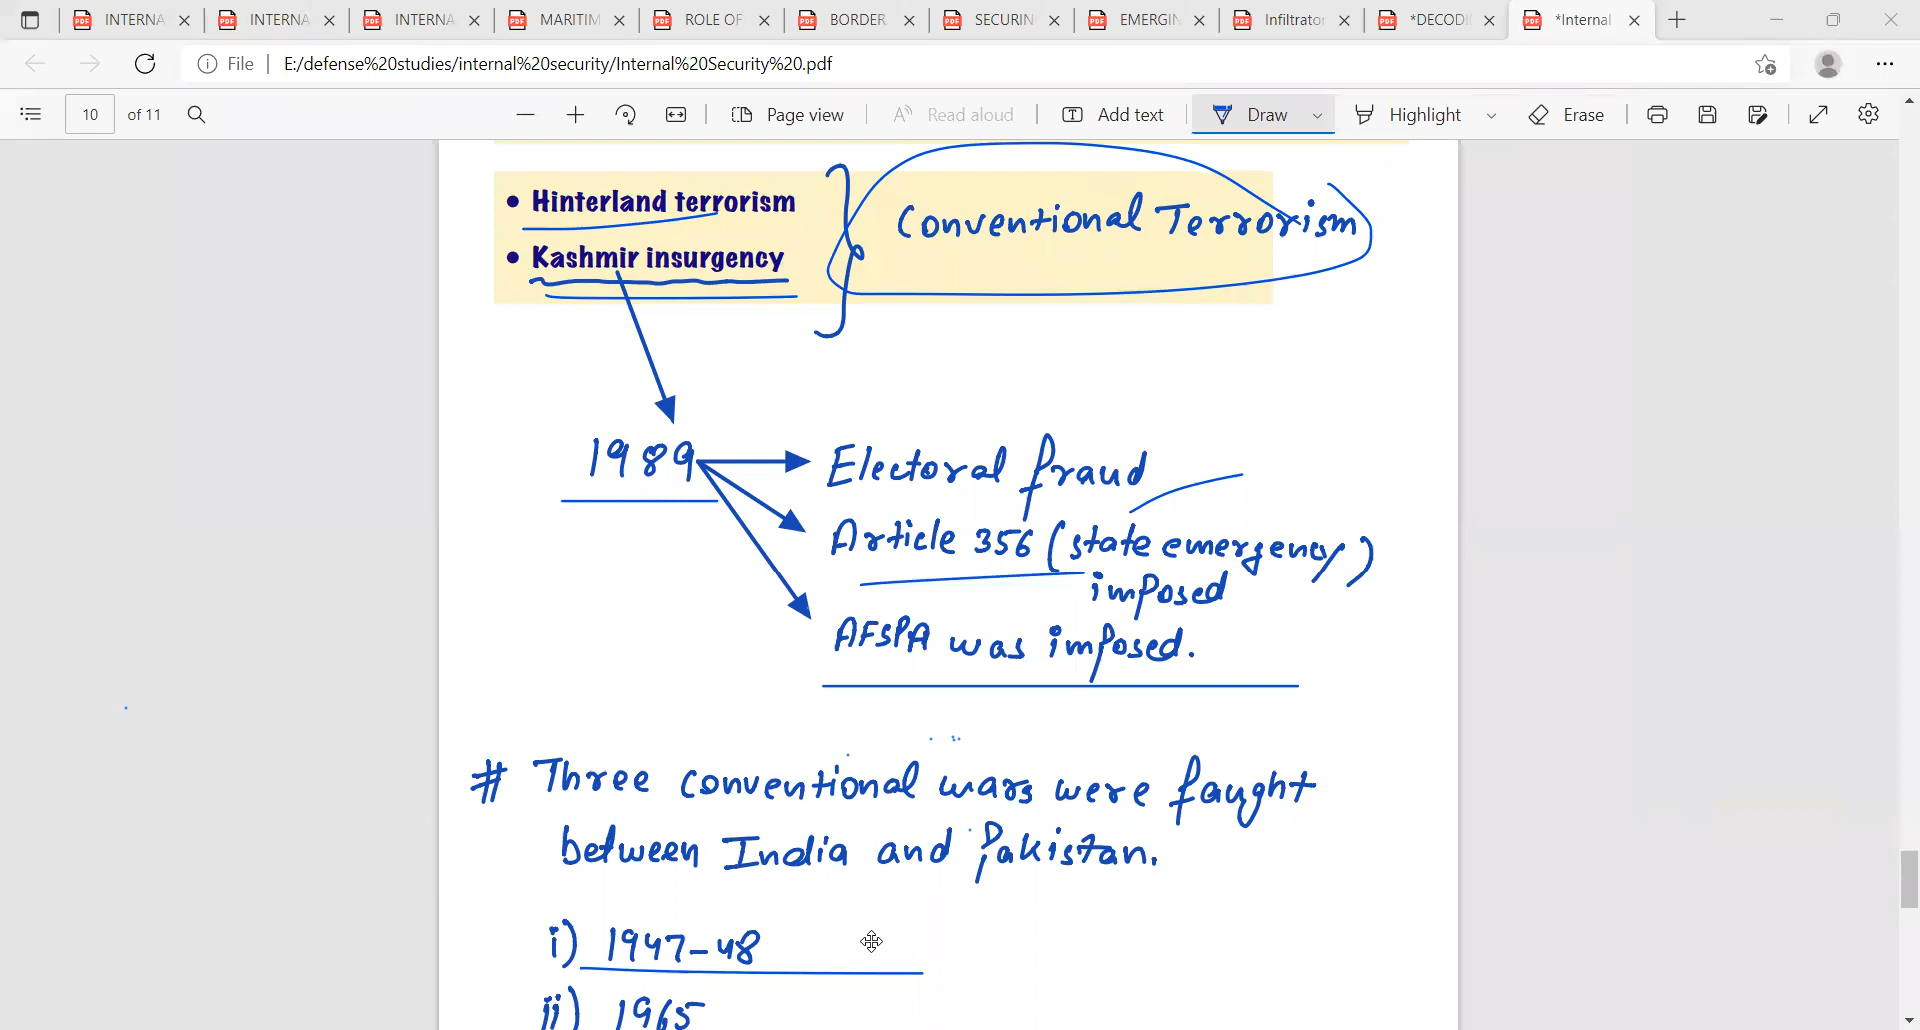 INTERNA
INTERNA
INTERNA
MARITIM
ROLE OF
BORDER
SECURIN
EMERGIN
Infiltrator
*DECODI
*Internal
File
E:/defense%20studies/internal%20security/Internal%20Security%20.pdf
10 of 11
Page view
Read aloud
Add text
Draw
Highlight
Erase
• Hinterland terrorism
• Kashmir insurgency
Conventional Terrorism
1989
Electoral fraud
Article 356 (state emergency)
imposed
AFSPA was imposed.
# Three conventional wars were faught
between India and Pakistan.
i) 1947-48
ii) 1965